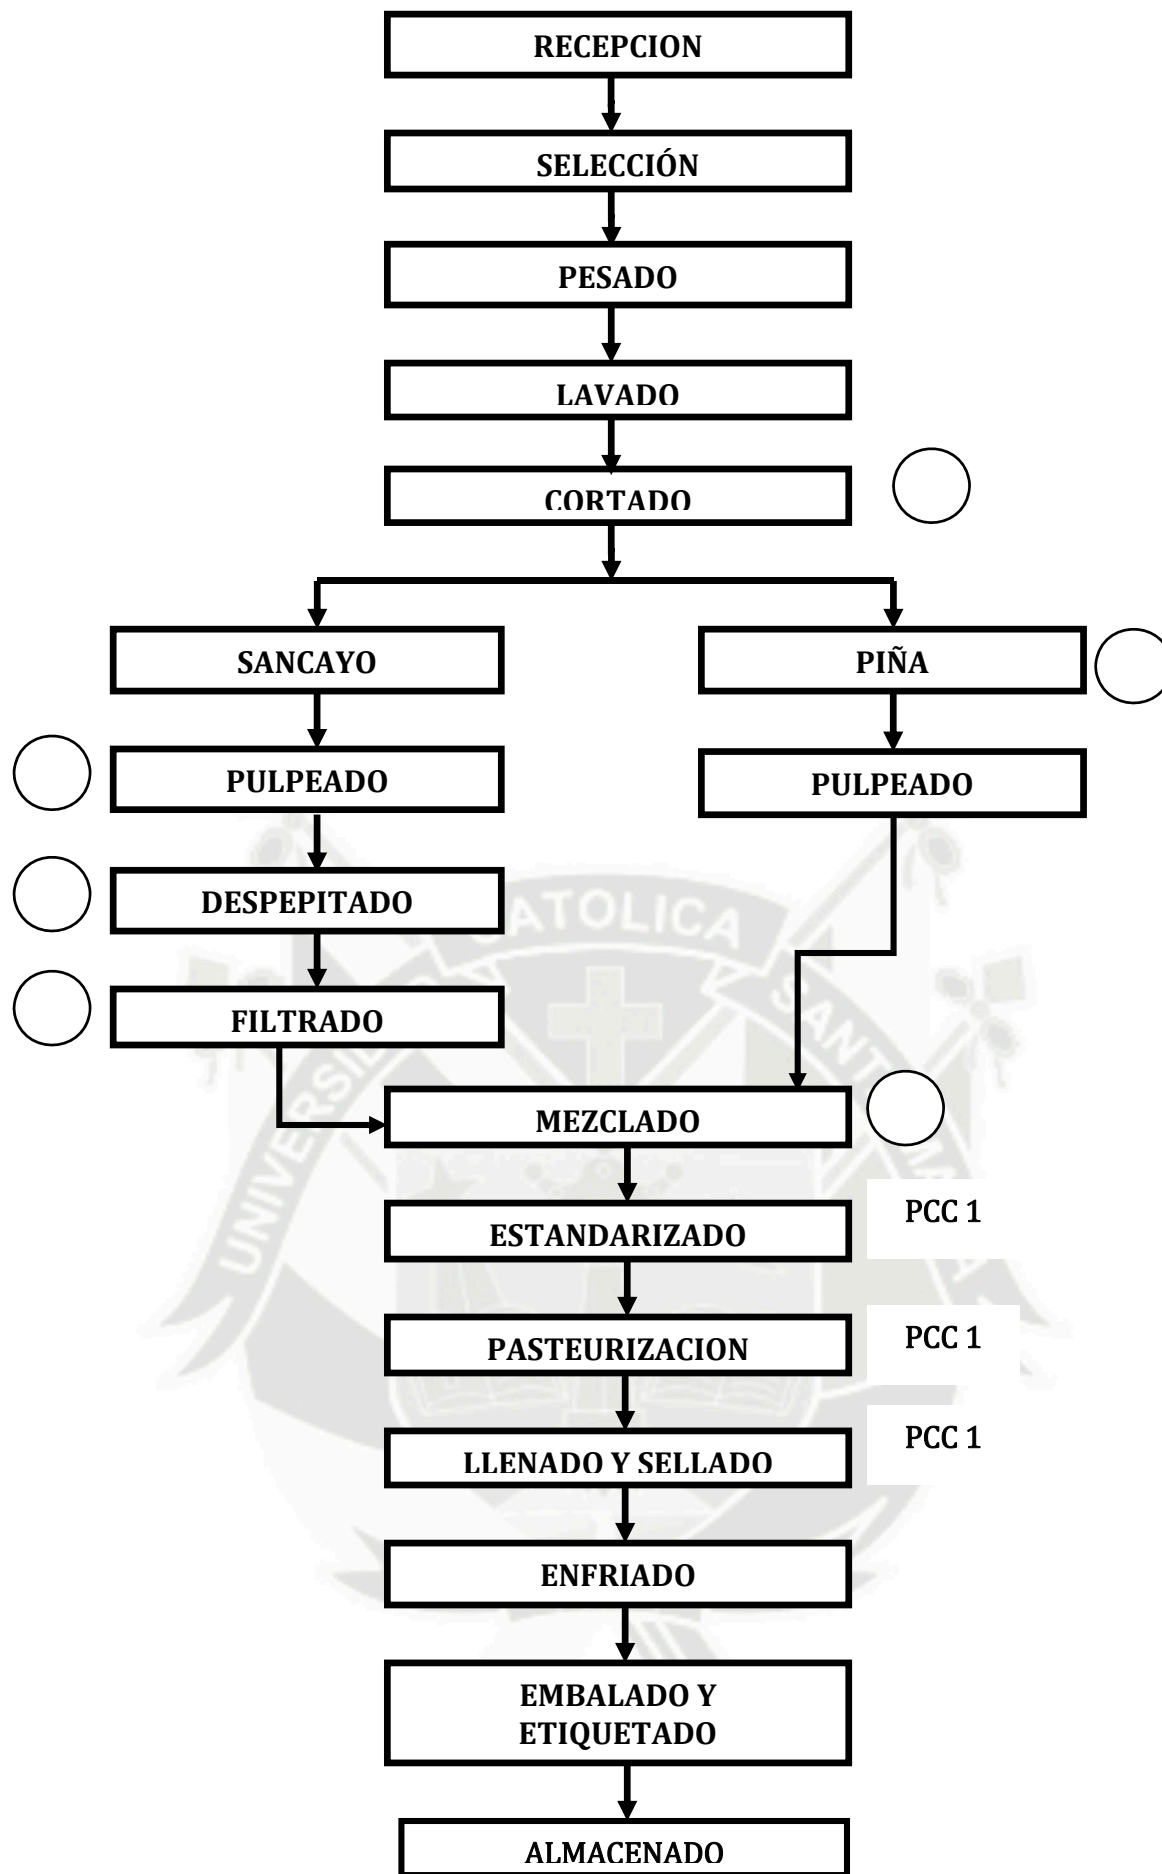 RECEPCION
SELECCIÓN
PESADO
LAVADO
CORTADO
SANCAYO
PIÑA
PULPEADO
PULPEADO
DESPEPITADO
FILTRADO
MEZCLADO
ESTANDARIZADO
PCC 1
PASTEURIZACION
PCC 1
LLENADO Y SELLADO
PCC 1
ENFRIADO
EMBALADO Y
ETIQUETADO
ALMACENADO
CATOLICA